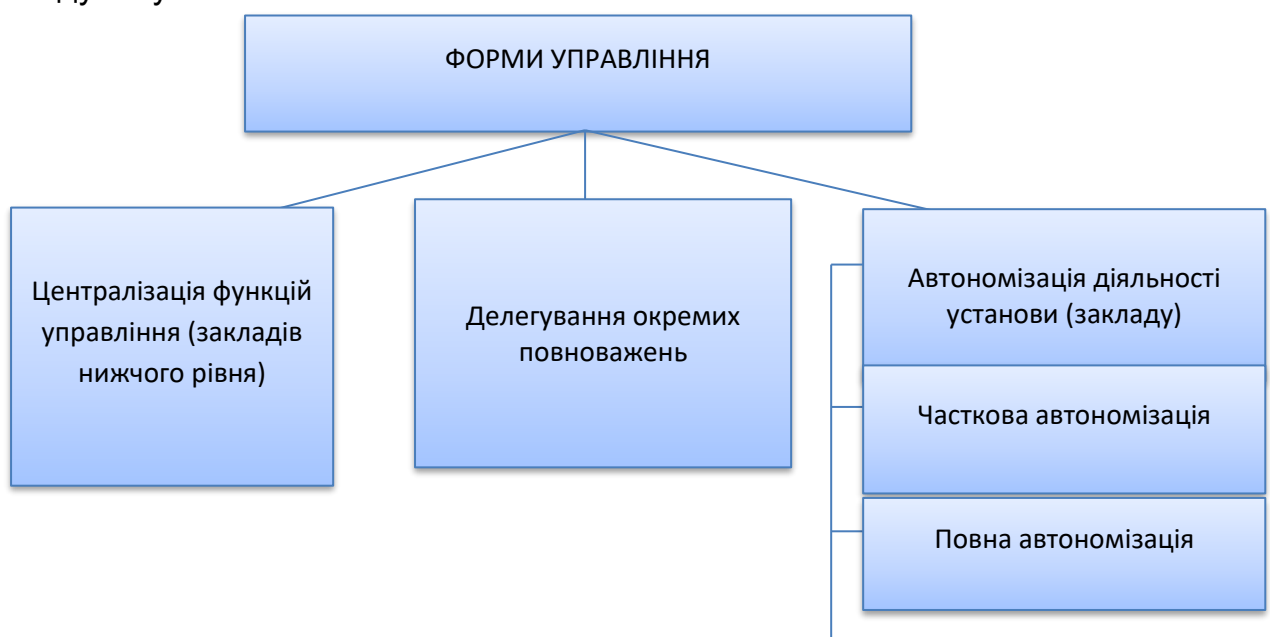 ФОРМИ УПРАВЛІННЯ
Централізація функцій
управління (закладів
нижчого рівня)
Делегування окремих
повноважень
Автономізація діяльності
установи (закладу)
Часткова автономізація
Повна автономізація